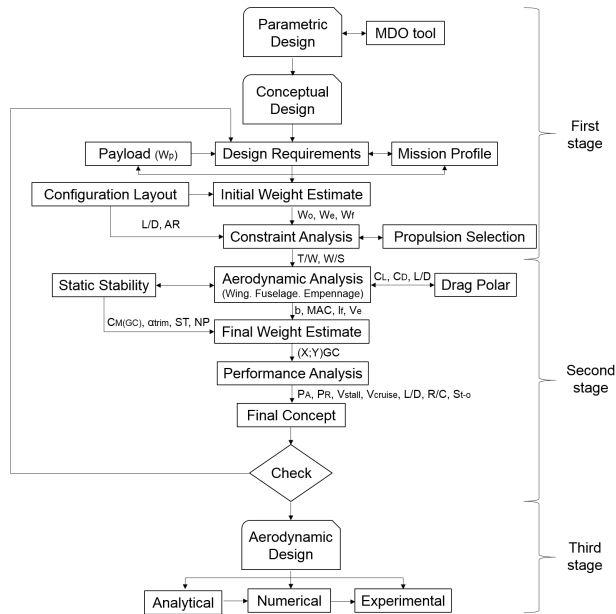 Parametric
Design
MDO tool
Conceptual
Design
First
stage
Payload (Wp)
Design Requirements
Mission Profile
Configuration Layout
Initial Weight Estimate
Wo, We, Wf
L/D, AR
Constraint Analysis
Propulsion Selection
T/W, W/S
Static Stability
Aerodynamic Analysis
(Wing. Fuselage. Empennage)
CL, CD, L/D
Drag Polar
b, MAC, lf, Ve
CM(GC), αtrim, ST, NP
Final Weight Estimate
(X;Y)GC
Second
stage
Performance Analysis
PA, PR, Vstall, Vcruise, L/D, R/C, St-o
Final Concept
Check
Aerodynamic
Design
Third
stage
Analytical
Numerical
Experimental